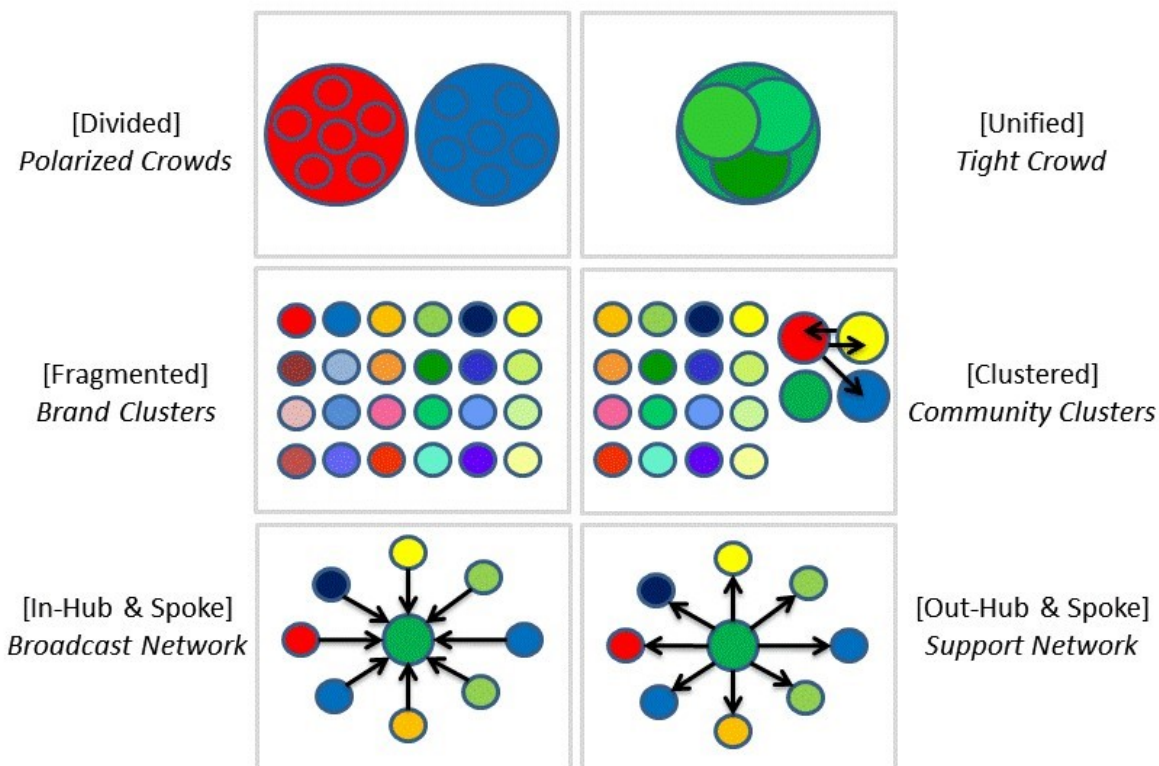 [Divided]
Polarized Crowds
[Unified]
Tight Crowd
[Fragmented]
Brand Clusters
[Clustered]
Community Clusters
[In-Hub & Spoke]
Broadcast Network
[Out-Hub & Spoke]
Support Network